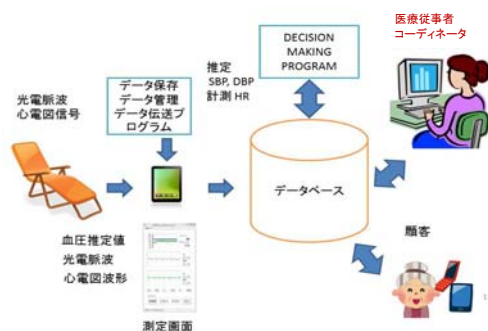 医療従事者
コーディネータ
DECISION
MAKING
PROGRAM
推定
SBP, DBP
計測 HR
データ保存
データ管理
データ伝送プ
ログラム
光電脈波
心電図信号
データベース
血圧推定値
光電脈波
心電図波形
測定画面
顧客
1